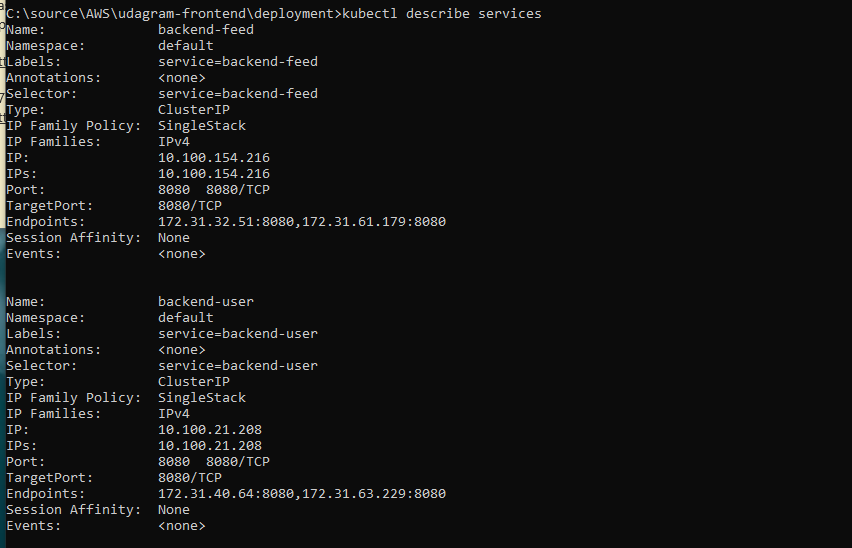 C:\source\AWS\udagram-frontend\deployment>kubectl describe services
Name:              backend-feed
Namespace:         default
Labels:            service=backend-feed
Annotations:       <none>
Selector:          service=backend-feed
Type:              ClusterIP
IP Family Policy:  SingleStack
IP Families:       IPv4
IP:                10.100.154.216
IPs:               10.100.154.216
Port:              8080  8080/TCP
TargetPort:        8080/TCP
Endpoints:         172.31.32.51:8080,172.31.61.179:8080
Session Affinity:  None
Events:            <none>
Name:              backend-user
Namespace:         default
Labels:            service=backend-user
Annotations:       <none>
Selector:          service=backend-user
Type:              ClusterIP
IP Family Policy:  SingleStack
IP Families:       IPv4
IP:                10.100.21.208
IPs:               10.100.21.208
Port:              8080  8080/TCP
TargetPort:        8080/TCP
Endpoints:         172.31.40.64:8080,172.31.63.229:8080
Session Affinity:  None
Events:            <none>